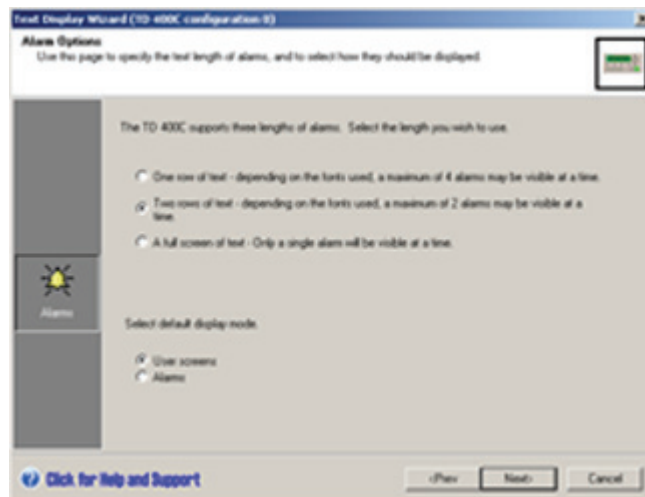 Text Display Wizard (TD 400C configuration 0)
Alarm Options
Use this page to specify the text length of alarms, and to select how they should be displayed.
The TD 400C supports three lengths of alarms. Select the length you wish to use.
One row of text - depending on the fonts used, a maximum of 4 alarms may be visible at a time.
Two rows of text - depending on the fonts used, a maximum of 2 alarms may be visible at a
time.
A full screen of text - Only a single alarm will be visible at a time.
Alarms
Select default display mode.
User screens
Alarms
Click for Help and Support
<Prev
Next>
Cancel